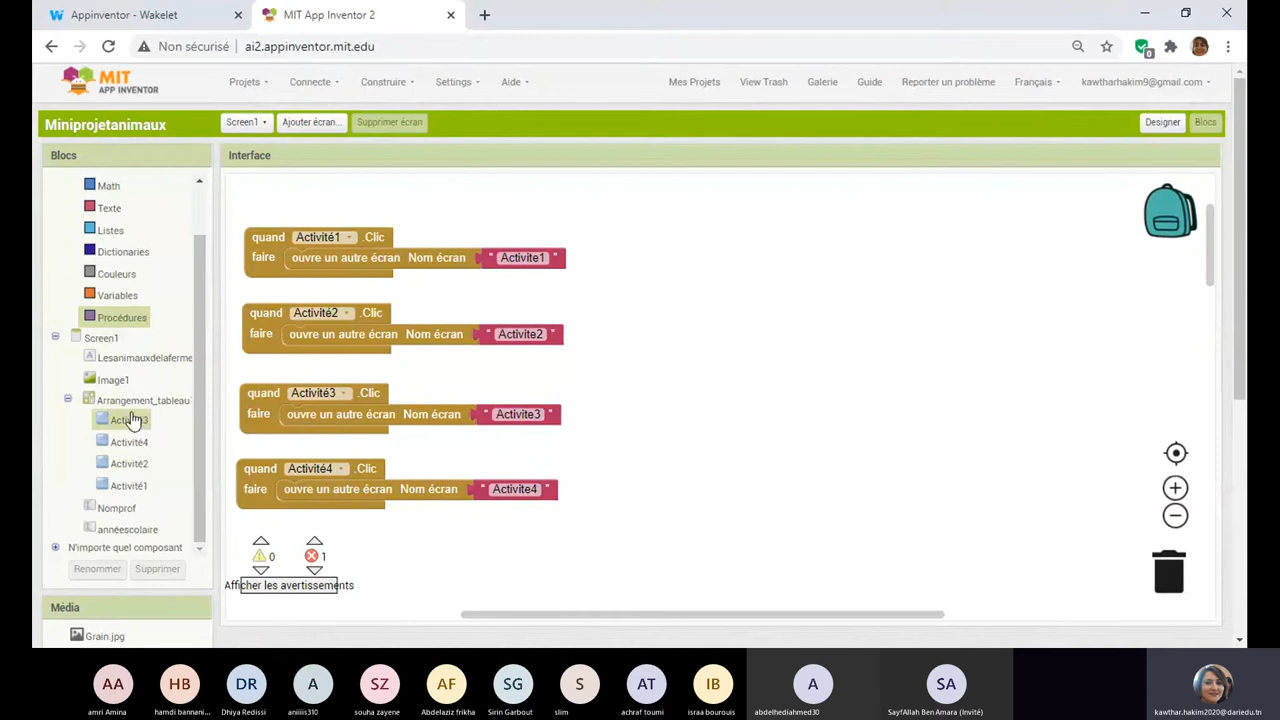 Appinventor - Wakelet
MIT App Inventor 2
Non sécurisé
ai2.appinventor.mit.edu
0
MIT
APP INVENTOR
Projets
Connecte
Construire
Settings
Aide
Mes Projets
View Trash
Galerie
Guide
Reporter un problème
Français
kawtharhakim9@gmail.com
Miniprojetanimaux
Screen1
Ajouter écran...
Supprimer écran
Designer
Blocs
Blocs
Interface
Math
Texte
Listes
Dictionaries
Couleurs
Variables
Procédures
Screen1
Lesanimauxdelaferme
Image1
Arrangement_tableau
Activité4
Activité2
Activité1
Nomprof
annéescolaire
N'importe quel composant
Renommer
Supprimer
Média
Grain.jpg
quand Activité1 .Clic
faire ouvre un autre écran Nom écran " Activite1 "
quand Activité2 .Clic
faire ouvre un autre écran Nom écran " Activite2 "
quand Activité3 .Clic
faire ouvre un autre écran Nom écran " Activite3 "
quand Activité4 .Clic
faire ouvre un autre écran Nom écran " Activite4 "
0
1
Afficher les avertissements
AA
HB
DR
A
SZ
AF
SG
S
AT
IB
A
SA
amri Amina
hamdi bannani...
Dhiya Redissi
aniiiis310
souha zayene
Abdelaziz frikha
Sirin Garbout
slim
achraf toumi
israa bourouis
abdelhediahmed30
SayfAllah Ben Amara (Invité)
kawthar.hakim2020@dariedu.tn